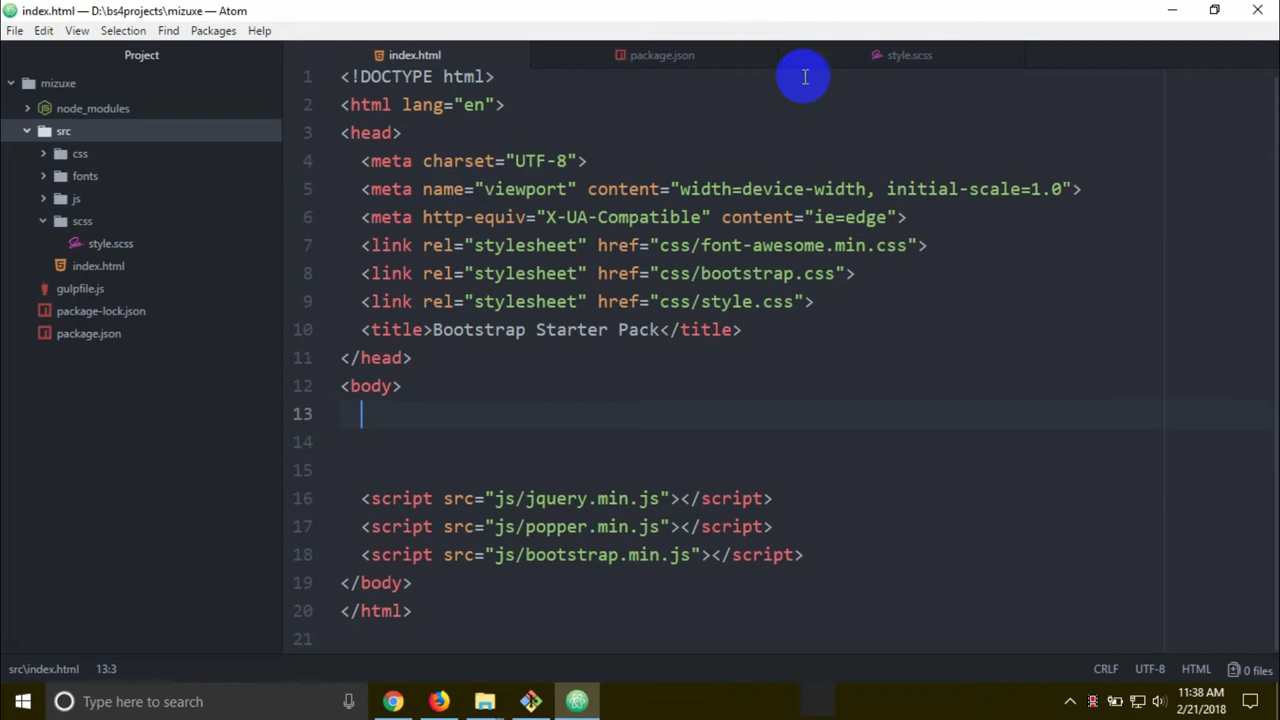 index.html — D:\bs4projects\mizuxe — Atom
File Edit View Selection Find Packages Help
Project
index.html package.json style.scss
mizuxe
node_modules
src
css
fonts
js
scss
style.scss
index.html
gulpfile.js
package-lock.json
package.json
1 <!DOCTYPE html>
2 <html lang="en">
3 <head>
4 <meta charset="UTF-8">
5 <meta name="viewport" content="width=device-width, initial-scale=1.0">
6 <meta http-equiv="X-UA-Compatible" content="ie=edge">
7 <link rel="stylesheet" href="css/font-awesome.min.css">
8 <link rel="stylesheet" href="css/bootstrap.css">
9 <link rel="stylesheet" href="css/style.css">
10 <title>Bootstrap Starter Pack</title>
11 </head>
12 <body>
13
14
15
16 <script src="js/jquery.min.js"></script>
17 <script src="js/popper.min.js"></script>
18 <script src="js/bootstrap.min.js"></script>
19 </body>
20 </html>
21
src\index.html 13:3 CRLF UTF-8 HTML 0 files
Type here to search
11:38 AM
2/21/2018